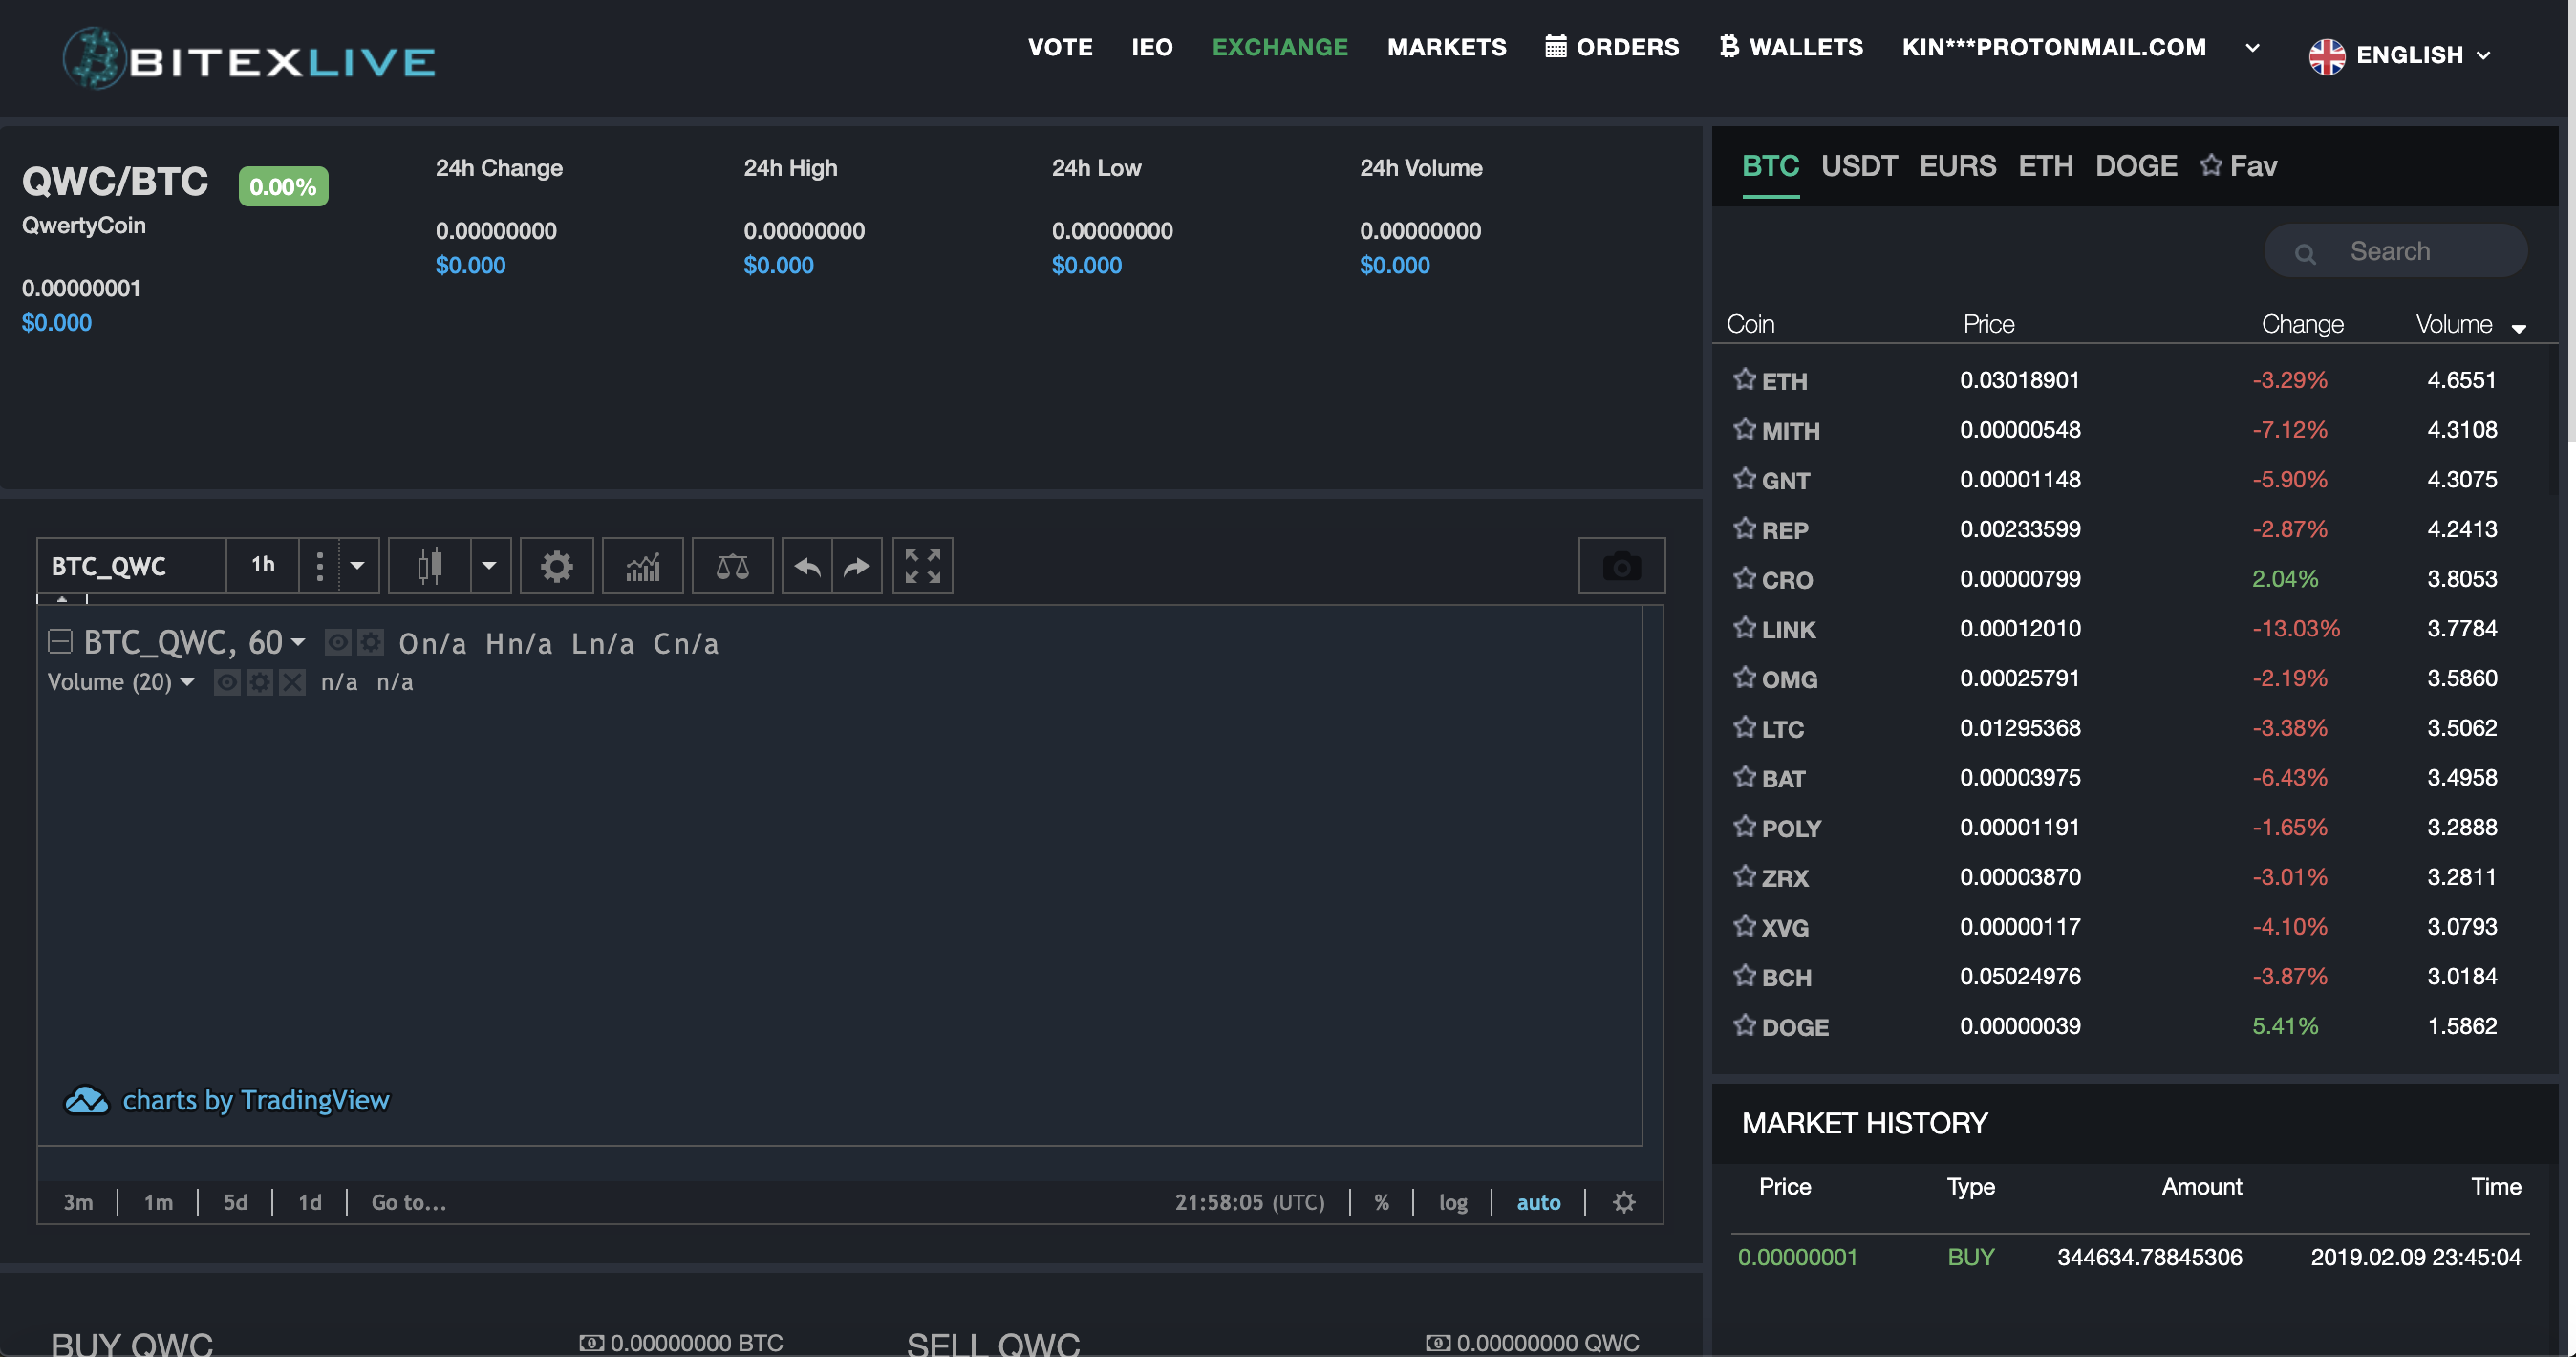 BITEXLIVE
VOTE IEO EXCHANGE MARKETS ORDERS WALLETS KIN***PROTONMAIL.COM ENGLISH
QWC/BTC 0.00%
QwertyCoin
0.00000001
$0.000
24h Change 24h High 24h Low 24h Volume
0.00000000 0.00000000 0.00000000 0.00000000
$0.000 $0.000 $0.000 $0.000
BTC_QWC 1h
BTC_QWC, 60 On/a Hn/a Ln/a Cn/a
Volume (20) n/a n/a
charts by TradingView
3m 1m 5d 1d Go to... 21:58:05 (UTC) % log auto
BUY QWC 0.00000000 BTC SELL QWC 0.00000000 QWC
BTC USDT EURS ETH DOGE Fav
Search
Coin Price Change Volume
ETH 0.03018901 -3.29% 4.6551
MITH 0.00000548 -7.12% 4.3108
GNT 0.00001148 -5.90% 4.3075
REP 0.00233599 -2.87% 4.2413
CRO 0.00000799 2.04% 3.8053
LINK 0.00012010 -13.03% 3.7784
OMG 0.00025791 -2.19% 3.5860
LTC 0.01295368 -3.38% 3.5062
BAT 0.00003975 -6.43% 3.4958
POLY 0.00001191 -1.65% 3.2888
ZRX 0.00003870 -3.01% 3.2811
XVG 0.00000117 -4.10% 3.0793
BCH 0.05024976 -3.87% 3.0184
DOGE 0.00000039 5.41% 1.5862
MARKET HISTORY
Price Type Amount Time
0.00000001 BUY 344634.78845306 2019.02.09 23:45:04